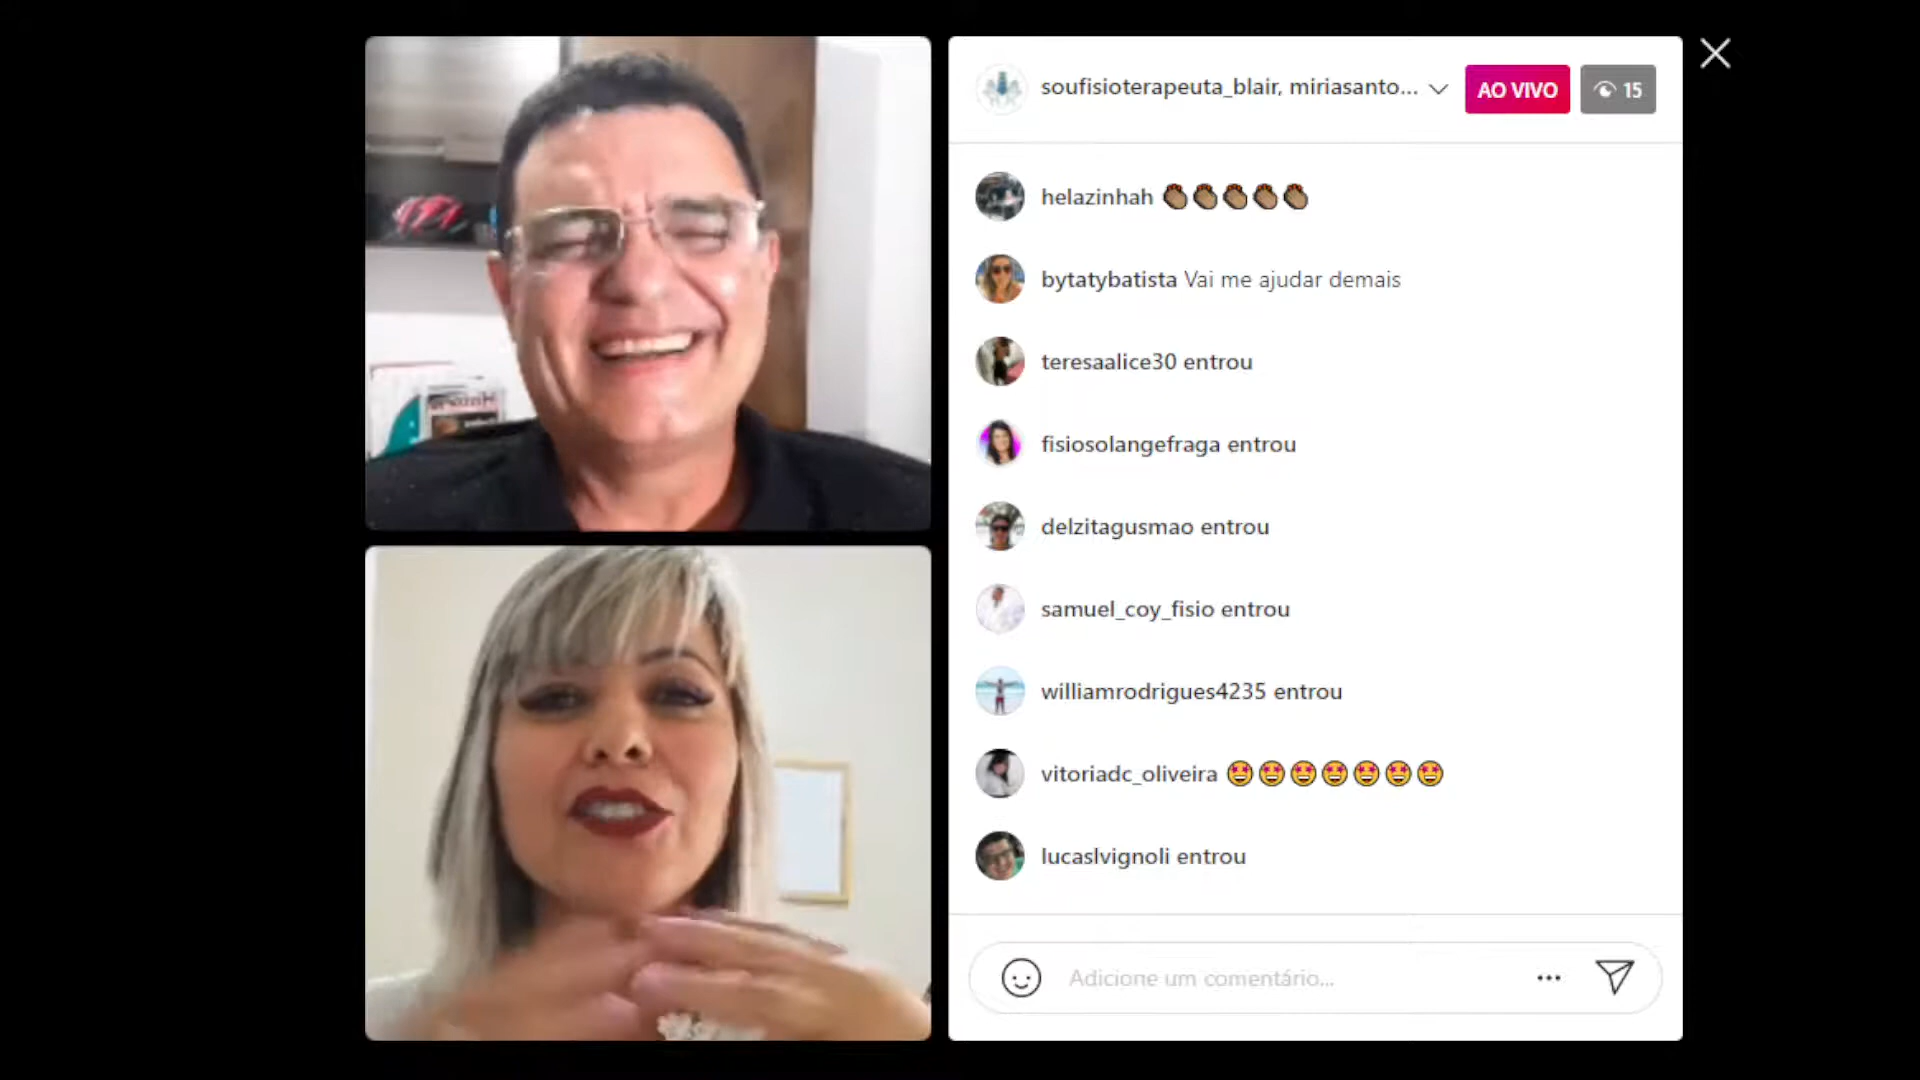 soufisioterapeuta_blair, miriasanto...
AO VIVO
15
helazinhah 👏🏽👏🏽👏🏽👏🏽👏🏽
bytatybatista Vai me ajudar demais
teresaalice30 entrou
fisiosolangefraga entrou
delzitagusmao entrou
samuel_coy_fisio entrou
williamrodrigues4235 entrou
vitoriadc_oliveira 🤩🤩🤩🤩🤩🤩🤩
lucaslvignoli entrou
Adicione um comentário...